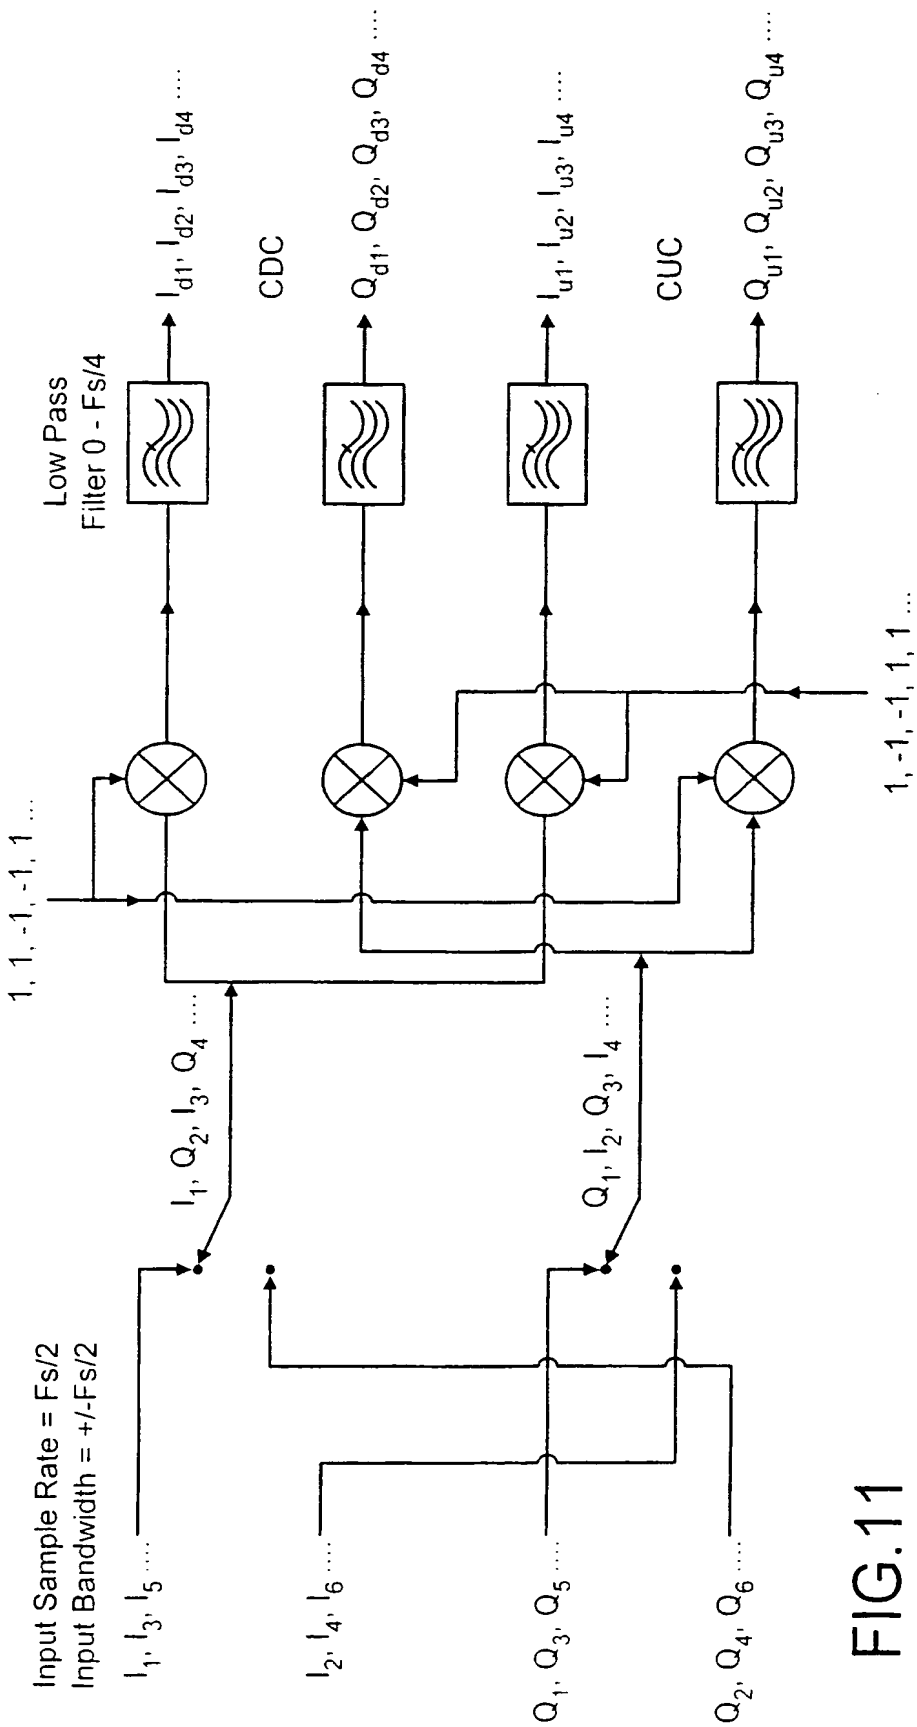 Input Sample Rate = Fs/2
Input Bandwidth = +/-Fs/2
I1, I3, I5.....
I2, I4, I6.....
Q1, Q3, Q5.....
Q2, Q4, Q6.....
I1, Q2, I3, Q4 .....
Q1, I2, Q3, I4 .....
1, 1, -1, -1, 1 ...
1, -1, -1, 1, 1 ...
Low Pass
Filter 0 - Fs/4
Id1, Id2, Id3, Id4 .....
CDC
Qd1, Qd2, Qd3, Qd4 ....
Iu1, Iu2, Iu3, Iu4 .....
CUC
Qu1, Qu2, Qu3, Qu4 ....
FIG.11